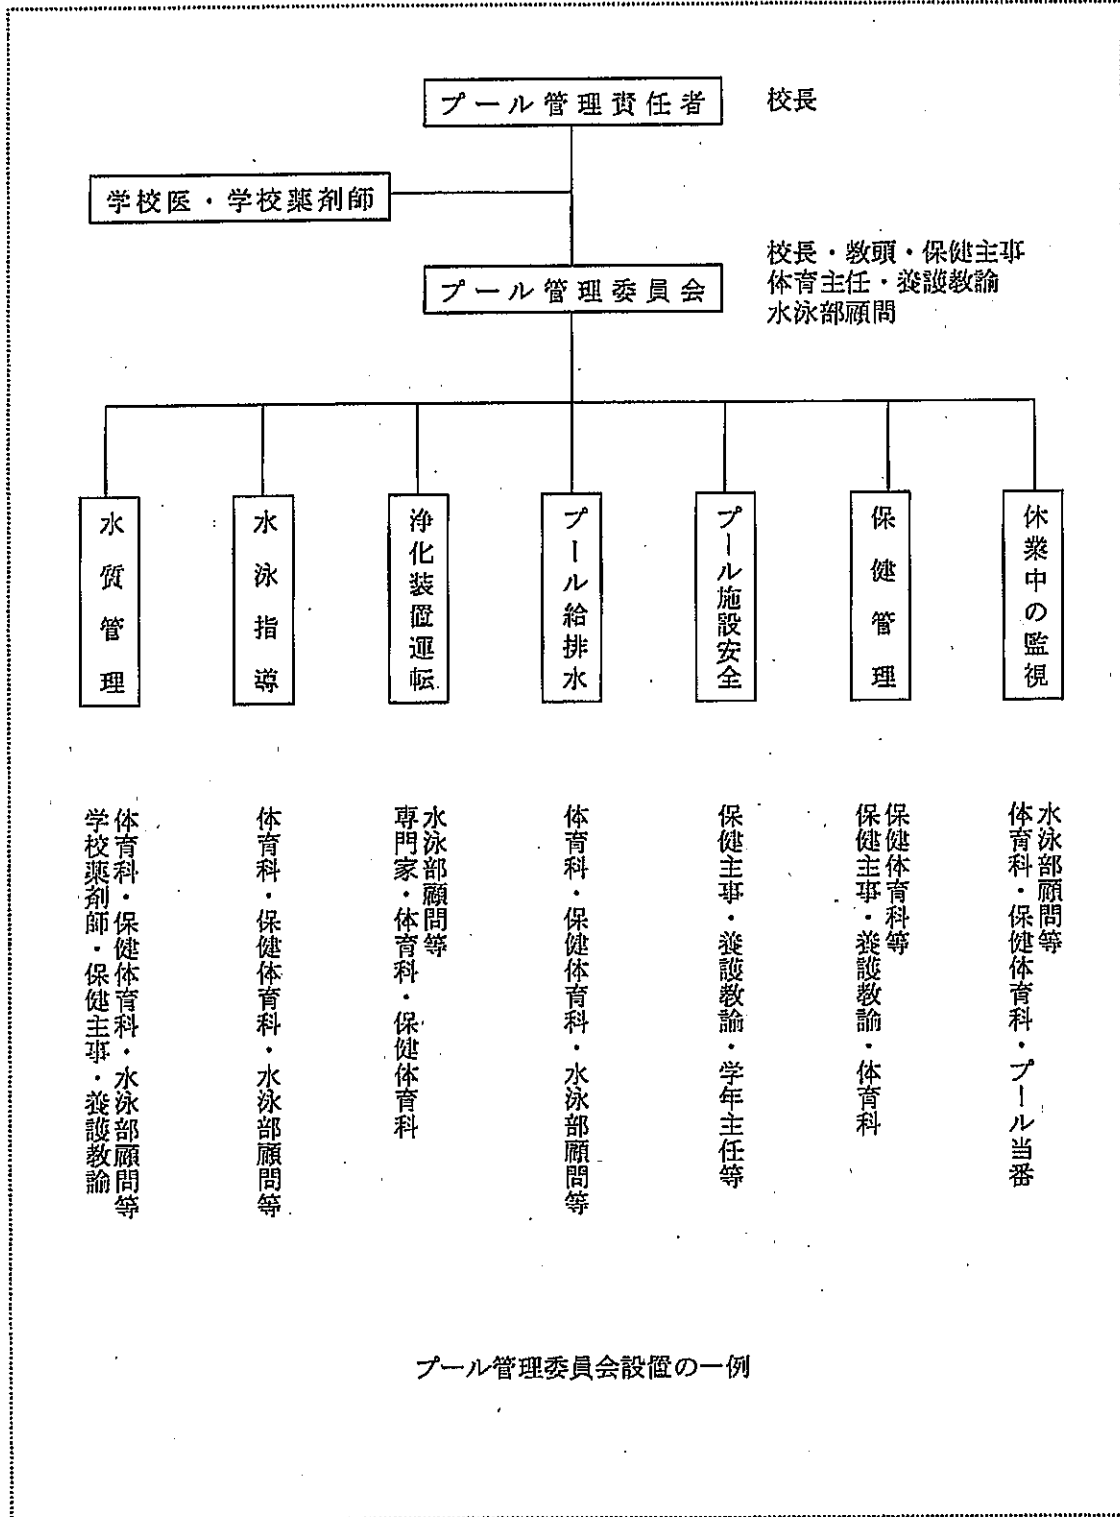 プール管理責任者
校長
学校医・学校薬剤師
プール管理委員会
校長・教頭・保健主事
体育主任・養護教諭
水泳部顧問
水質管理
水泳指導
浄化装置運転
プール給排水
プール施設安全
保健管理
休業中の監視
学校薬剤師・保健主事・養護教諭
体育科・保健体育科・水泳部顧問等
体育科・保健体育科・水泳部顧問等
専門家・体育科・保健体育科
水泳部顧問等
体育科・保健体育科・水泳部顧問等
保健主事・養護教諭・学年主任等
保健主事・養護教諭・体育科
保健体育科等
体育科・保健体育科・プール当番
水泳部顧問等
プール管理委員会設置の一例